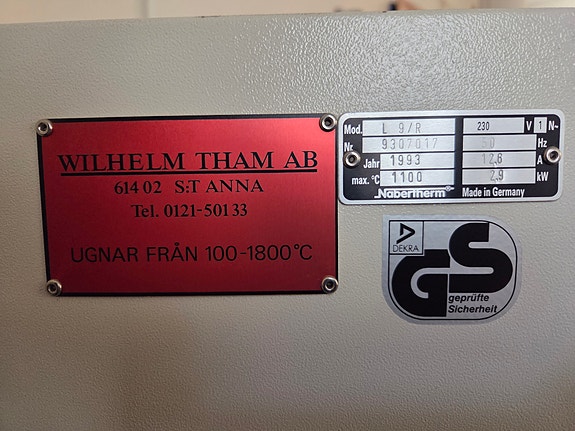 WILHELM THAM AB
614 02 S:T ANNA
Tel. 0121-501 33
UGNAR FRÅN 100-1800°C
Mod. L 9/R 230 V 1 N~
Nr. 9307017 50 Hz
Jahr 1993 12.6 A
max. °C 1100 2.9 kW
Nabertherm® Made in Germany
DEKRA
GS
geprüfte
Sicherheit